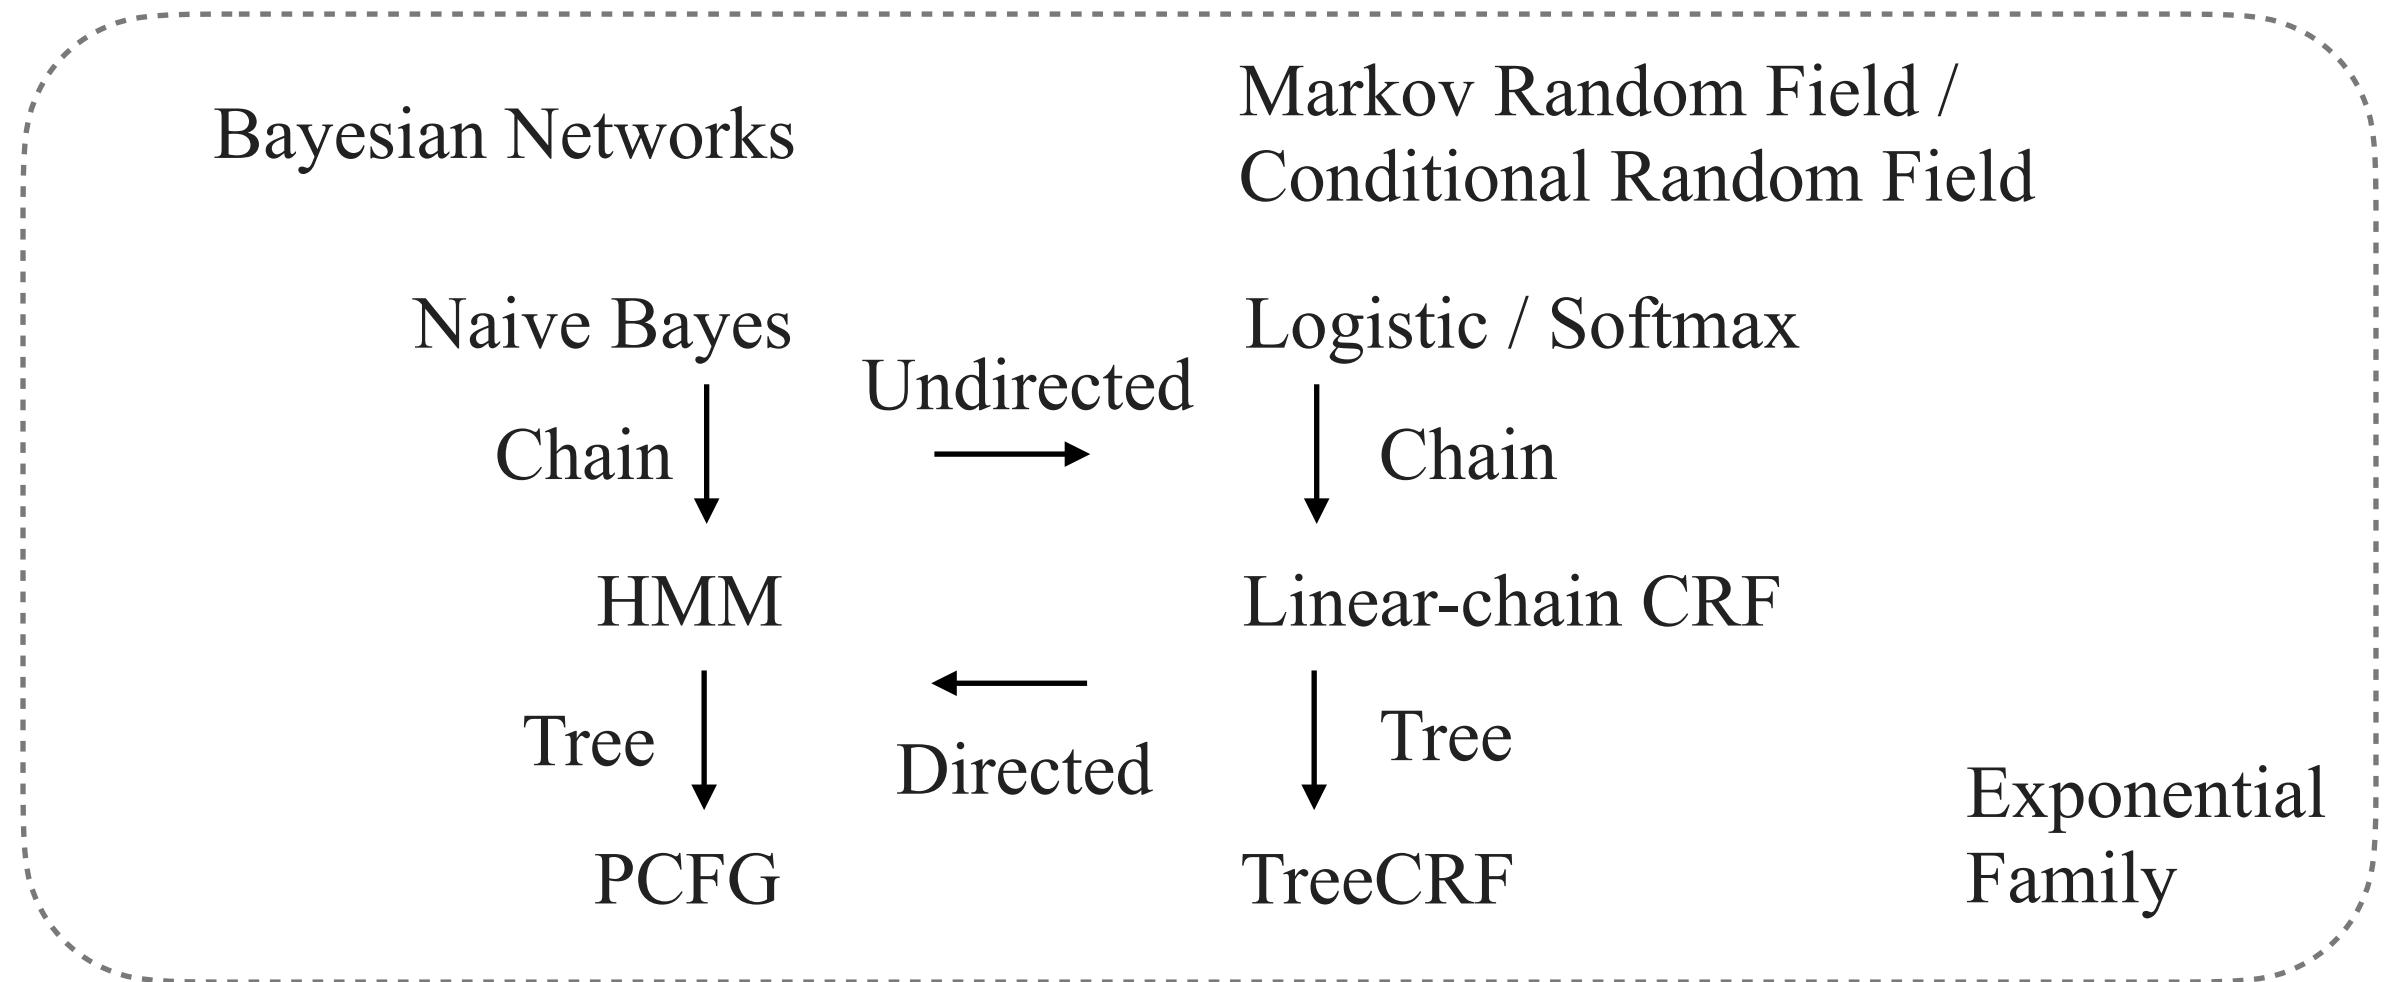 Bayesian Networks
Markov Random Field /
Conditional Random Field
Naive Bayes
Logistic / Softmax
Undirected
Chain
Chain
HMM
Linear-chain CRF
Tree
Directed
Tree
PCFG
TreeCRF
Exponential
Family